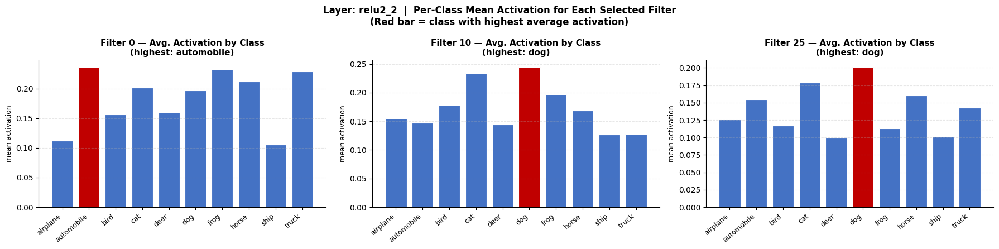 Layer: relu2_2 | Per-Class Mean Activation for Each Selected Filter
(Red bar = class with highest average activation)
Filter 0 — Avg. Activation by Class
(highest: automobile)
mean activation
0.20
0.15
0.10
0.05
0.00
airplane
automobile
bird
cat
deer
dog
frog
horse
ship
truck
Filter 10 — Avg. Activation by Class
(highest: dog)
mean activation
0.25
0.20
0.15
0.10
0.05
0.00
airplane
automobile
bird
cat
deer
dog
frog
horse
ship
truck
Filter 25 — Avg. Activation by Class
(highest: dog)
mean activation
0.200
0.175
0.150
0.125
0.100
0.075
0.050
0.025
0.000
airplane
automobile
bird
cat
deer
dog
frog
horse
ship
truck